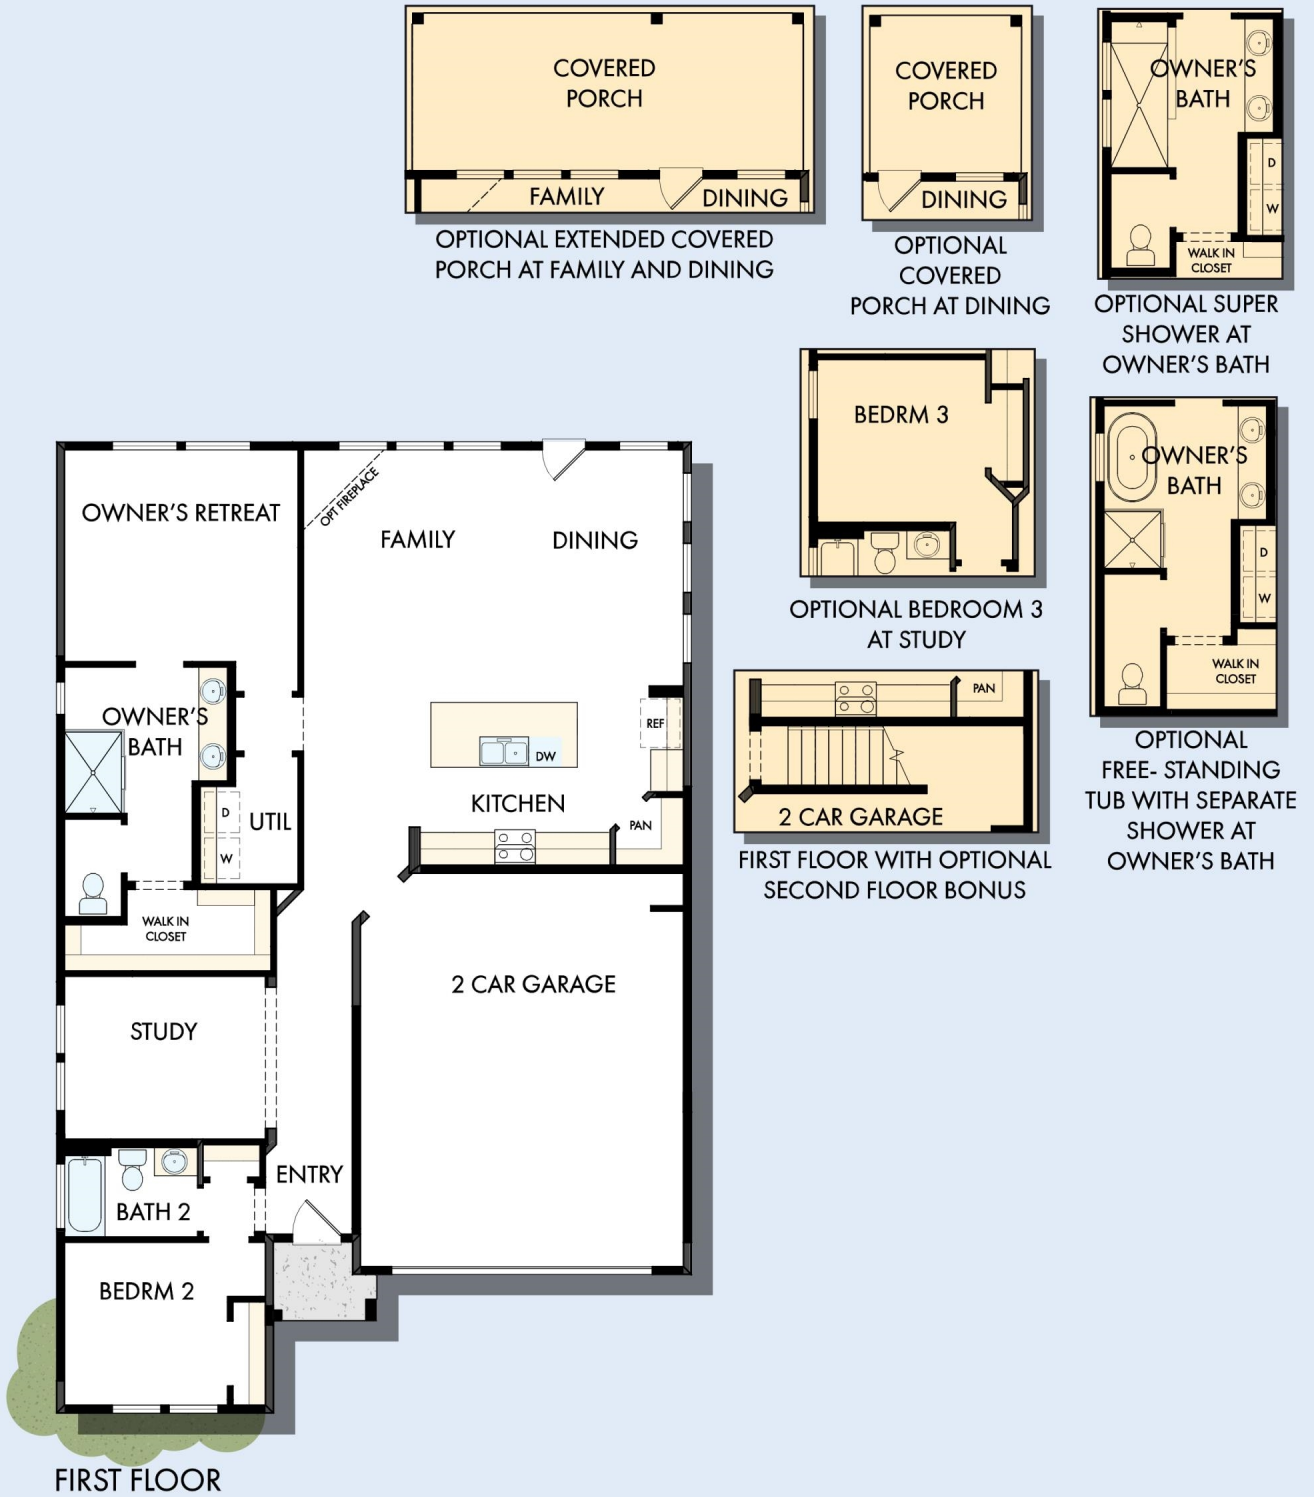 COVERED
PORCH
FAMILY
DINING
OPTIONAL EXTENDED COVERED
PORCH AT FAMILY AND DINING
COVERED
PORCH
DINING
OPTIONAL
COVERED
PORCH AT DINING
OWNER'S
BATH
D
W
WALK IN
CLOSET
OPTIONAL SUPER
SHOWER AT
OWNER'S BATH
BEDRM 3
OPTIONAL BEDROOM 3
AT STUDY
OWNER'S
BATH
D
W
WALK IN
CLOSET
OPTIONAL
FREE- STANDING
TUB WITH SEPARATE
SHOWER AT
OWNER'S BATH
PAN
2 CAR GARAGE
FIRST FLOOR WITH OPTIONAL
SECOND FLOOR BONUS
OWNER'S RETREAT
OPT FIREPLACE
FAMILY
DINING
OWNER'S
BATH
REF
DW
KITCHEN
D
UTIL
PAN
W
WALK IN
CLOSET
2 CAR GARAGE
STUDY
ENTRY
BATH 2
BEDRM 2
FIRST FLOOR